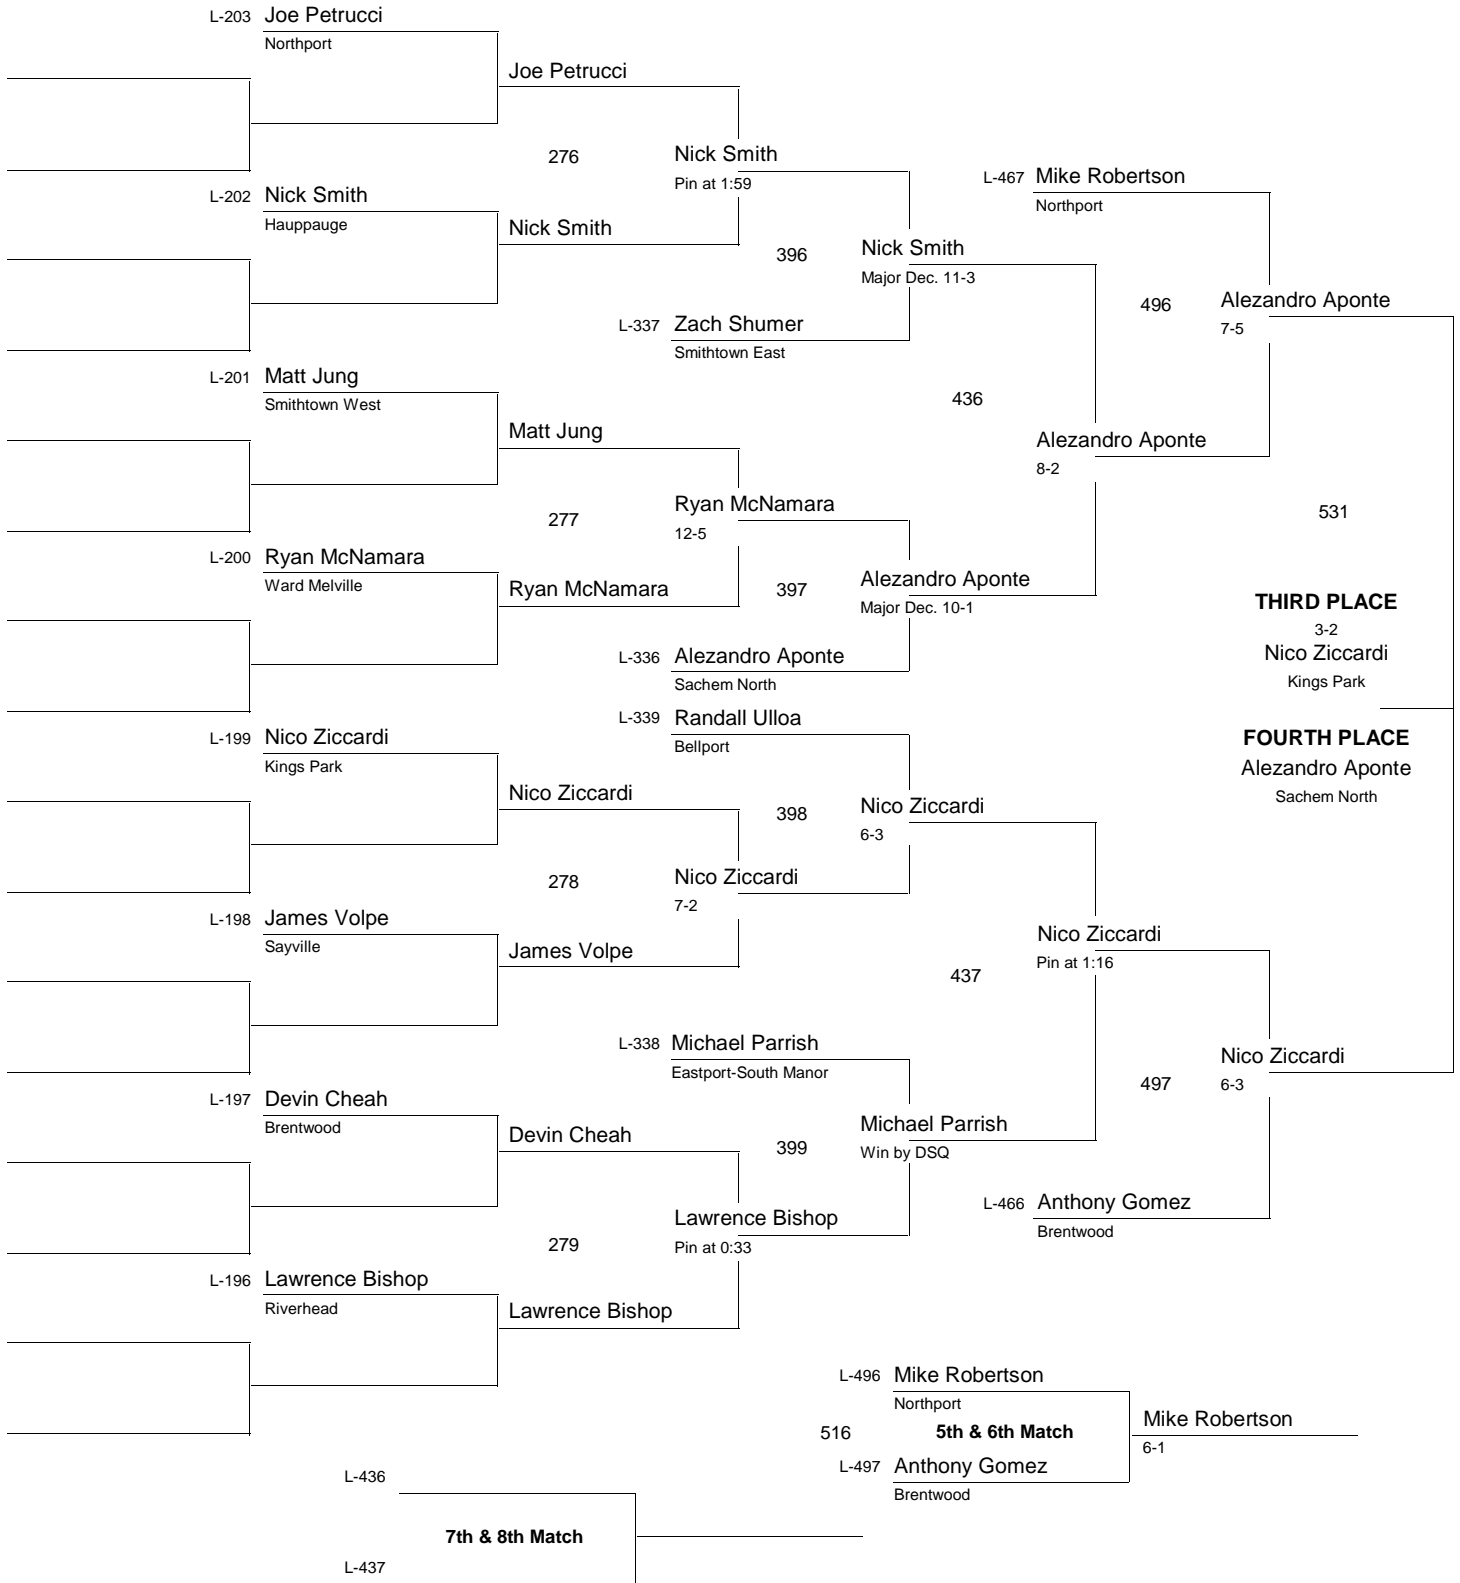 L-203 Joe Petrucci
Northport
Joe Petrucci
276
Nick Smith
Pin at 1:59
L-467 Mike Robertson
Northport
L-202 Nick Smith
Hauppauge
Nick Smith
396
Nick Smith
Major Dec. 11-3
496
Alezandro Aponte
7-5
L-337 Zach Shumer
Smithtown East
L-201 Matt Jung
Smithtown West
436
Matt Jung
Alezandro Aponte
8-2
277
Ryan McNamara
12-5
531
L-200 Ryan McNamara
Ward Melville
Ryan McNamara
397
Alezandro Aponte
Major Dec. 10-1
THIRD PLACE
3-2
Nico Ziccardi
Kings Park
L-336 Alezandro Aponte
Sachem North
L-339 Randall Ulloa
Bellport
L-199 Nico Ziccardi
Kings Park
FOURTH PLACE
Alezandro Aponte
Sachem North
Nico Ziccardi
398
Nico Ziccardi
6-3
278
Nico Ziccardi
7-2
L-198 James Volpe
Sayville
James Volpe
437
Nico Ziccardi
Pin at 1:16
L-338 Michael Parrish
Eastport-South Manor
497
Nico Ziccardi
6-3
L-197 Devin Cheah
Brentwood
Devin Cheah
399
Michael Parrish
Win by DSQ
L-466 Anthony Gomez
Brentwood
279
Lawrence Bishop
Pin at 0:33
L-196 Lawrence Bishop
Riverhead
Lawrence Bishop
L-496 Mike Robertson
Northport
516
5th & 6th Match
Mike Robertson
6-1
L-497 Anthony Gomez
Brentwood
L-436
7th & 8th Match
L-437